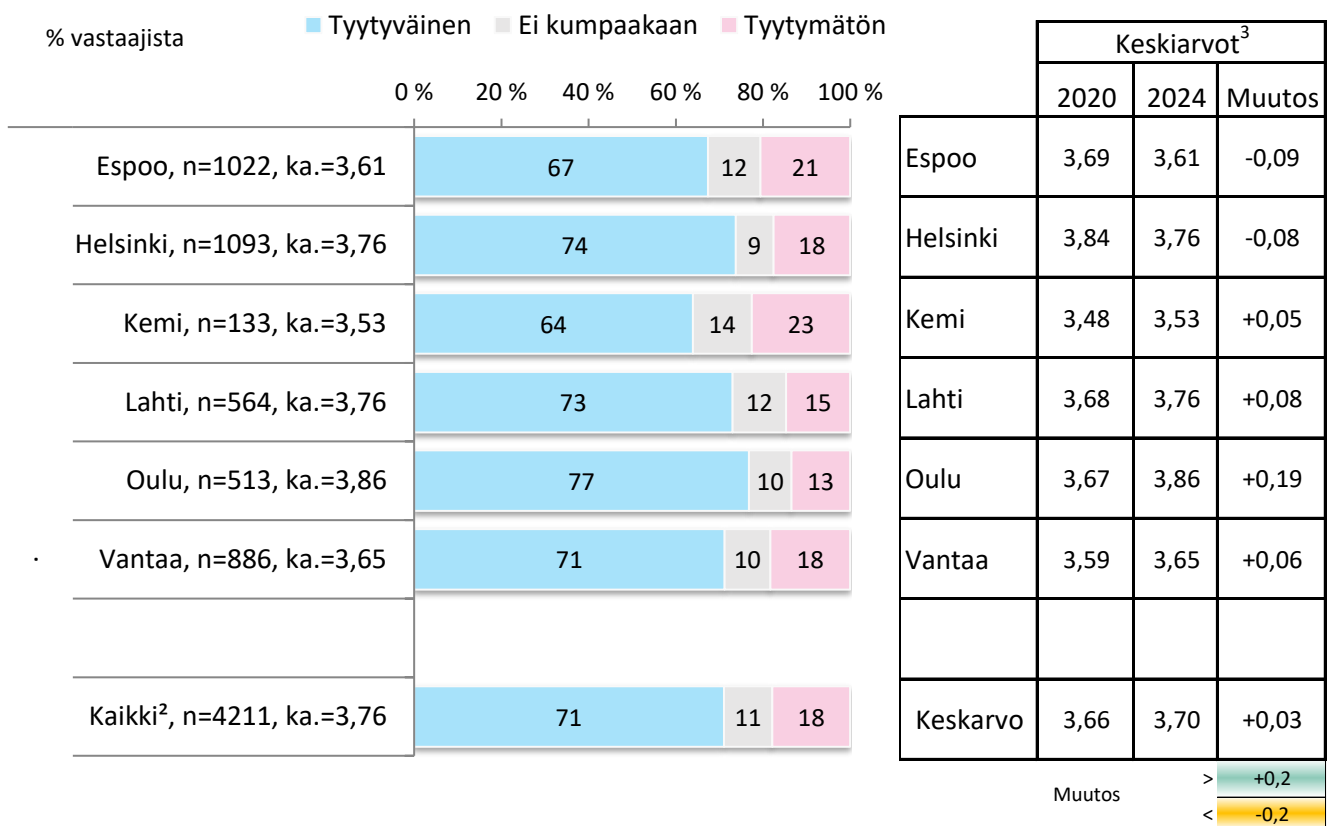 % vastaajista
Tyytyväinen Ei kumpaakaan Tyytymätön
0 % 20 % 40 % 60 % 80 % 100 %
Espoo, n=1022, ka.=3,61 67 12 21
Helsinki, n=1093, ka.=3,76 74 9 18
Kemi, n=133, ka.=3,53 64 14 23
Lahti, n=564, ka.=3,76 73 12 15
Oulu, n=513, ka.=3,86 77 10 13
. Vantaa, n=886, ka.=3,65 71 10 18
Kaikki², n=4211, ka.=3,76 71 11 18
Keskiarvot³
2020 2024 Muutos
Espoo 3,69 3,61 -0,09
Helsinki 3,84 3,76 -0,08
Kemi 3,48 3,53 +0,05
Lahti 3,68 3,76 +0,08
Oulu 3,67 3,86 +0,19
Vantaa 3,59 3,65 +0,06
Keskarvo 3,66 3,70 +0,03
Muutos
> +0,2
< -0,2